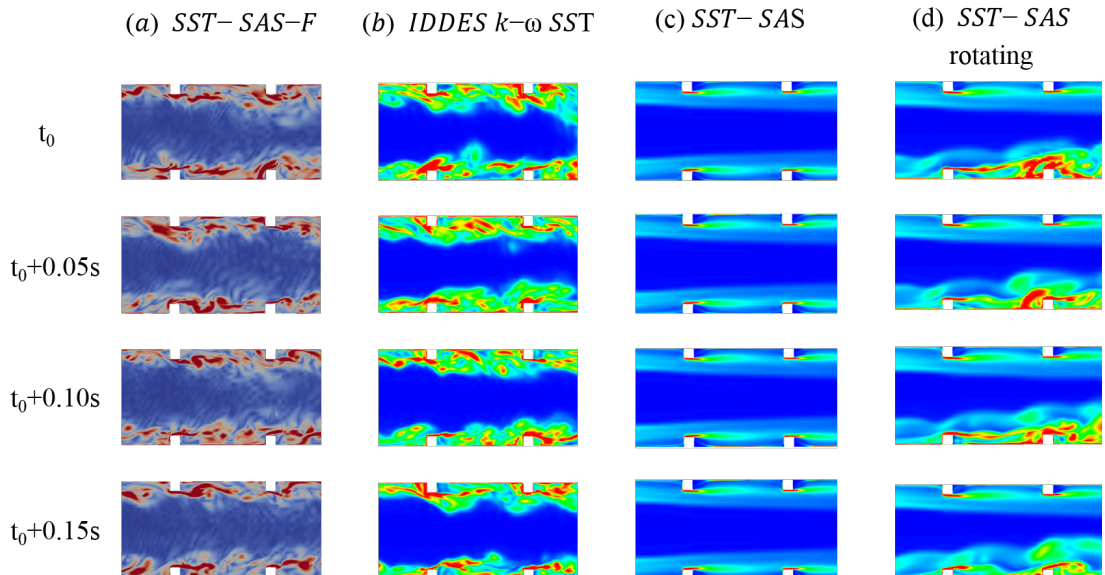 (a) SST-SAS-F
(b) IDDES k-ω SST
(c) SST-SAS
(d) SST-SAS
rotating
t₀
t₀+0.05s
t₀+0.10s
t₀+0.15s